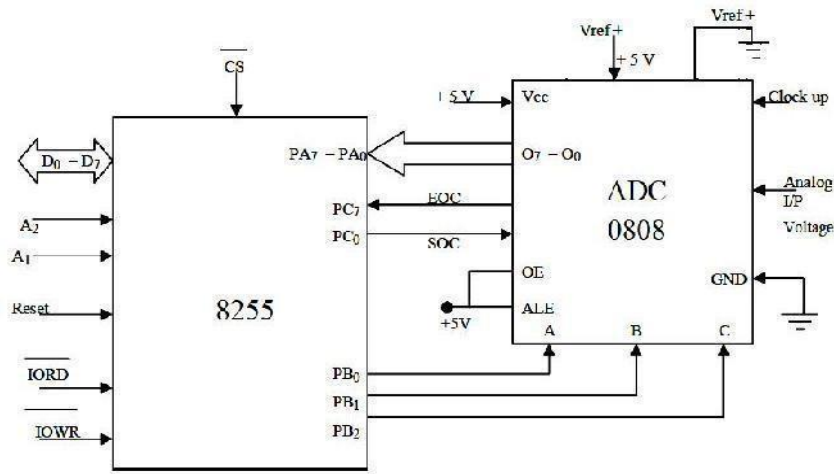 Vref +
Vref +
+ 5 V
CS
+ 5 V
Vcc
Clock up
D0 – D7
PA7 – PA0
O7 – O0
ADC
0808
Analog
I/P
Voltage
PC7
EOC
A2
PC0
SOC
A1
OE
GND
Reset
8255
ALE
+5V
A
B
C
IORD
PB0
PB1
IOWR
PB2